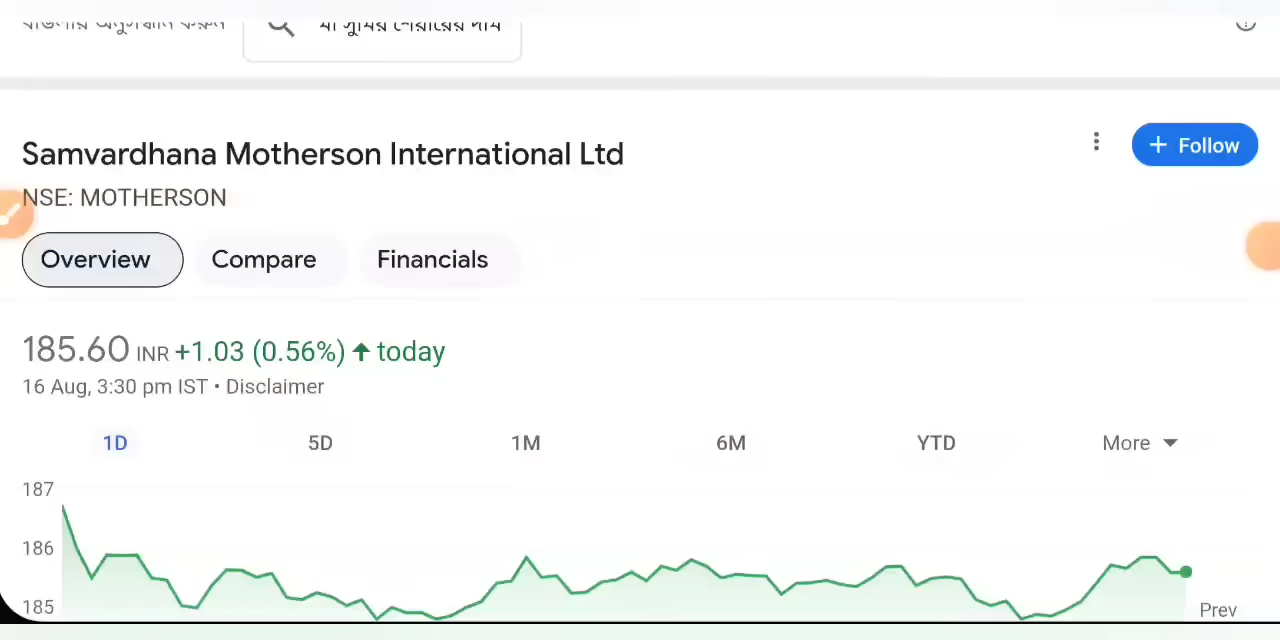 Samvardhana Motherson International Ltd
+ Follow
NSE: MOTHERSON
Overview Compare Financials
185.60 INR +1.03 (0.56%) ↑ today
16 Aug, 3:30 pm IST • Disclaimer
1D 5D 1M 6M YTD More
187
186
185
Prev